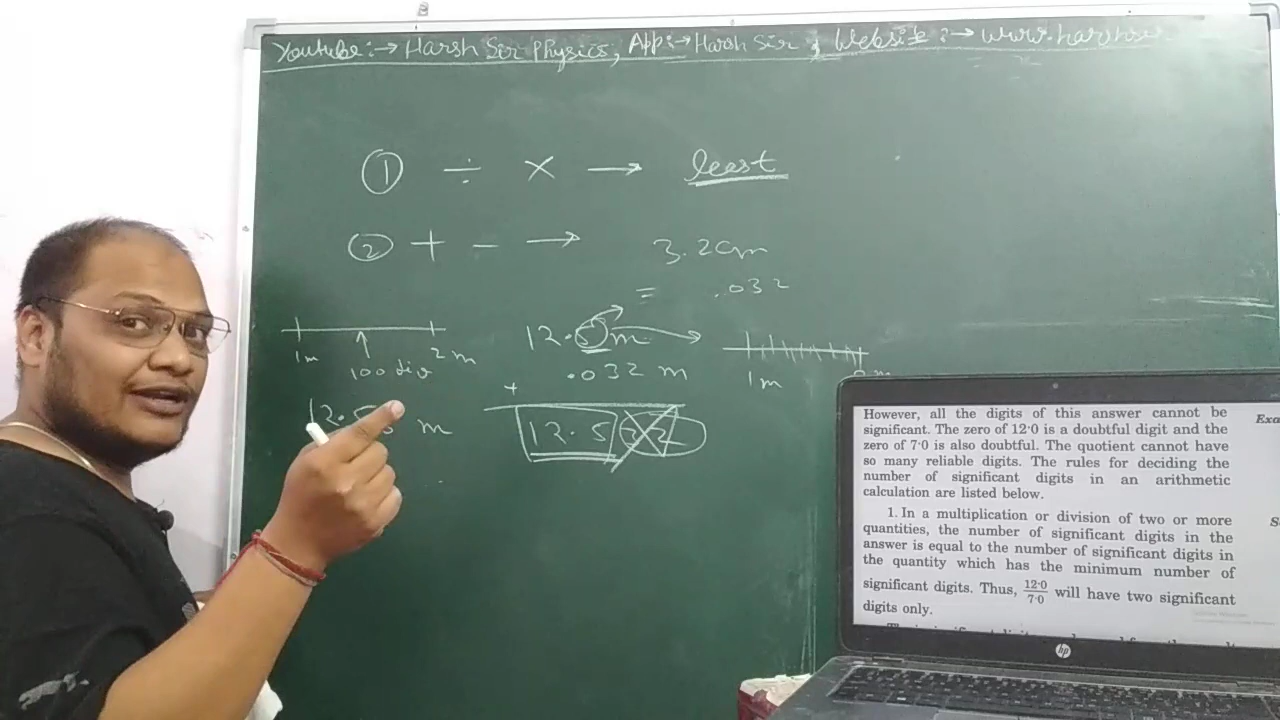 Youtube:→ Harsh Sir Physics, App:→ Harsh Sir, Website:→ www.harshsir
① ÷ × → least
② + - → 3.2cm
= .032
12.5 m
1m 2m
100 div
.032 m
+
1m
12.5 m
12.532
However, all the digits of this answer cannot be
significant. The zero of 12·0 is a doubtful digit and the
zero of 7·0 is also doubtful. The quotient cannot have
so many reliable digits. The rules for deciding the
number of significant digits in an arithmetic
calculation are listed below.
1. In a multiplication or division of two or more
quantities, the number of significant digits in the
answer is equal to the number of significant digits in
the quantity which has the minimum number of
significant digits. Thus, 12·0/7·0 will have two significant
digits only.
hp